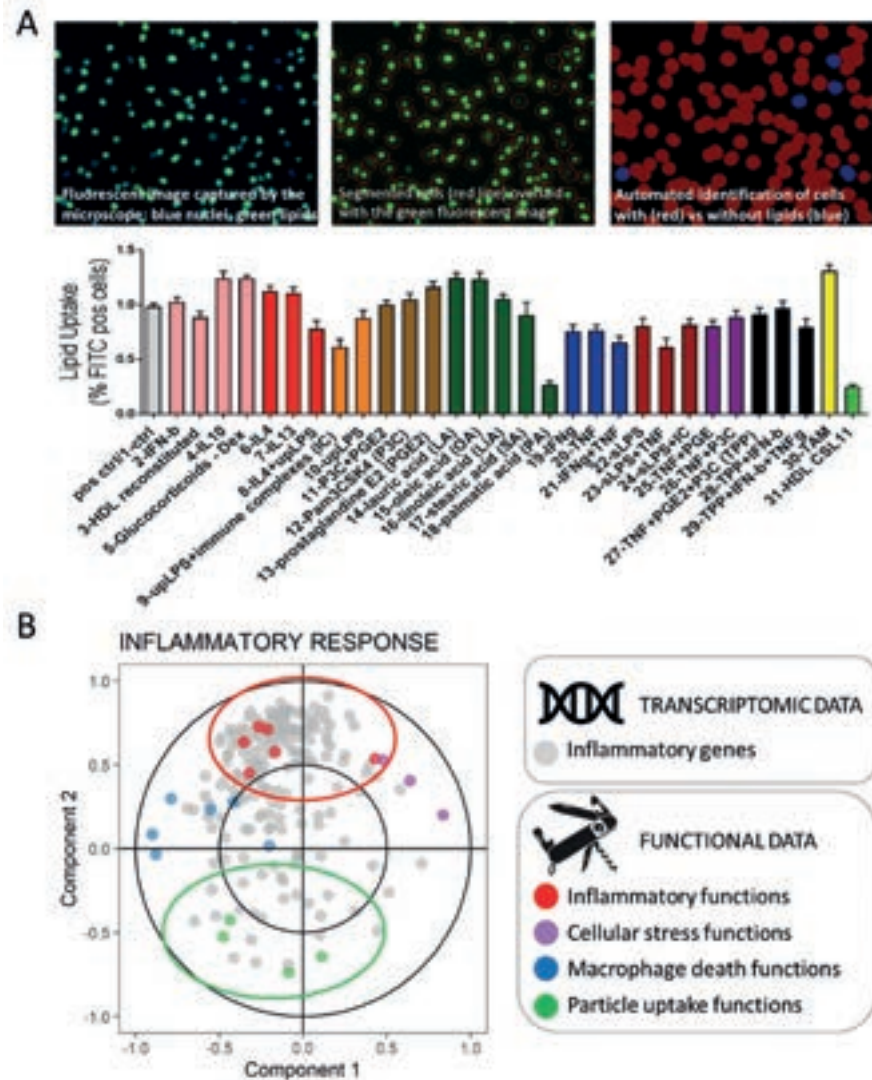 A
Fluorescent image captured by the
microscope: blue nuclei, green lipids
Segmented cells (red line) overlaid
with the green fluorescent image
Automated identification of cells
with (red) vs without lipids (blue)
Lipid Uptake
(% FITC pos cells)
1.5
1.0
0.5
0.0
pos ctrl/1-ctrl
2-IFN-b
3-HDL reconstituted
4-IL10
5-Glucocorticoids - Dex
6-IL4
7-IL13
8-IL4+upLPS
9-upLPS+immune complexes (IC)
10-upLPS
11-P3C+PGE2
12-Pam3CSK4 (P3C)
13-prostaglandine E2 (PGE2)
14-lauric acid (LA)
15-oleic acid (OA)
16-linoleic acid (LiA)
17-stearic acid (SA)
18-palmatic acid (PA)
19-IFNg
20-TNF
21-IFNg+TNF
22-sLPS
23-sLPS+TNF
24-sLPS+IC
25-TNF+PGE
26-TNF+P3C
27-TNF+PGE2+P3C (TPP)
28-TPP+IFN-b
29-TPP+IFN-b+TNFg
31-HDL CSL11
B
INFLAMMATORY RESPONSE
Component 2
1.0
0.5
0.0
-0.5
-1.0
-1.0 -0.5 0.0 0.5 1.0
Component 1
TRANSCRIPTOMIC DATA
Inflammatory genes
FUNCTIONAL DATA
Inflammatory functions
Cellular stress functions
Macrophage death functions
Particle uptake functions